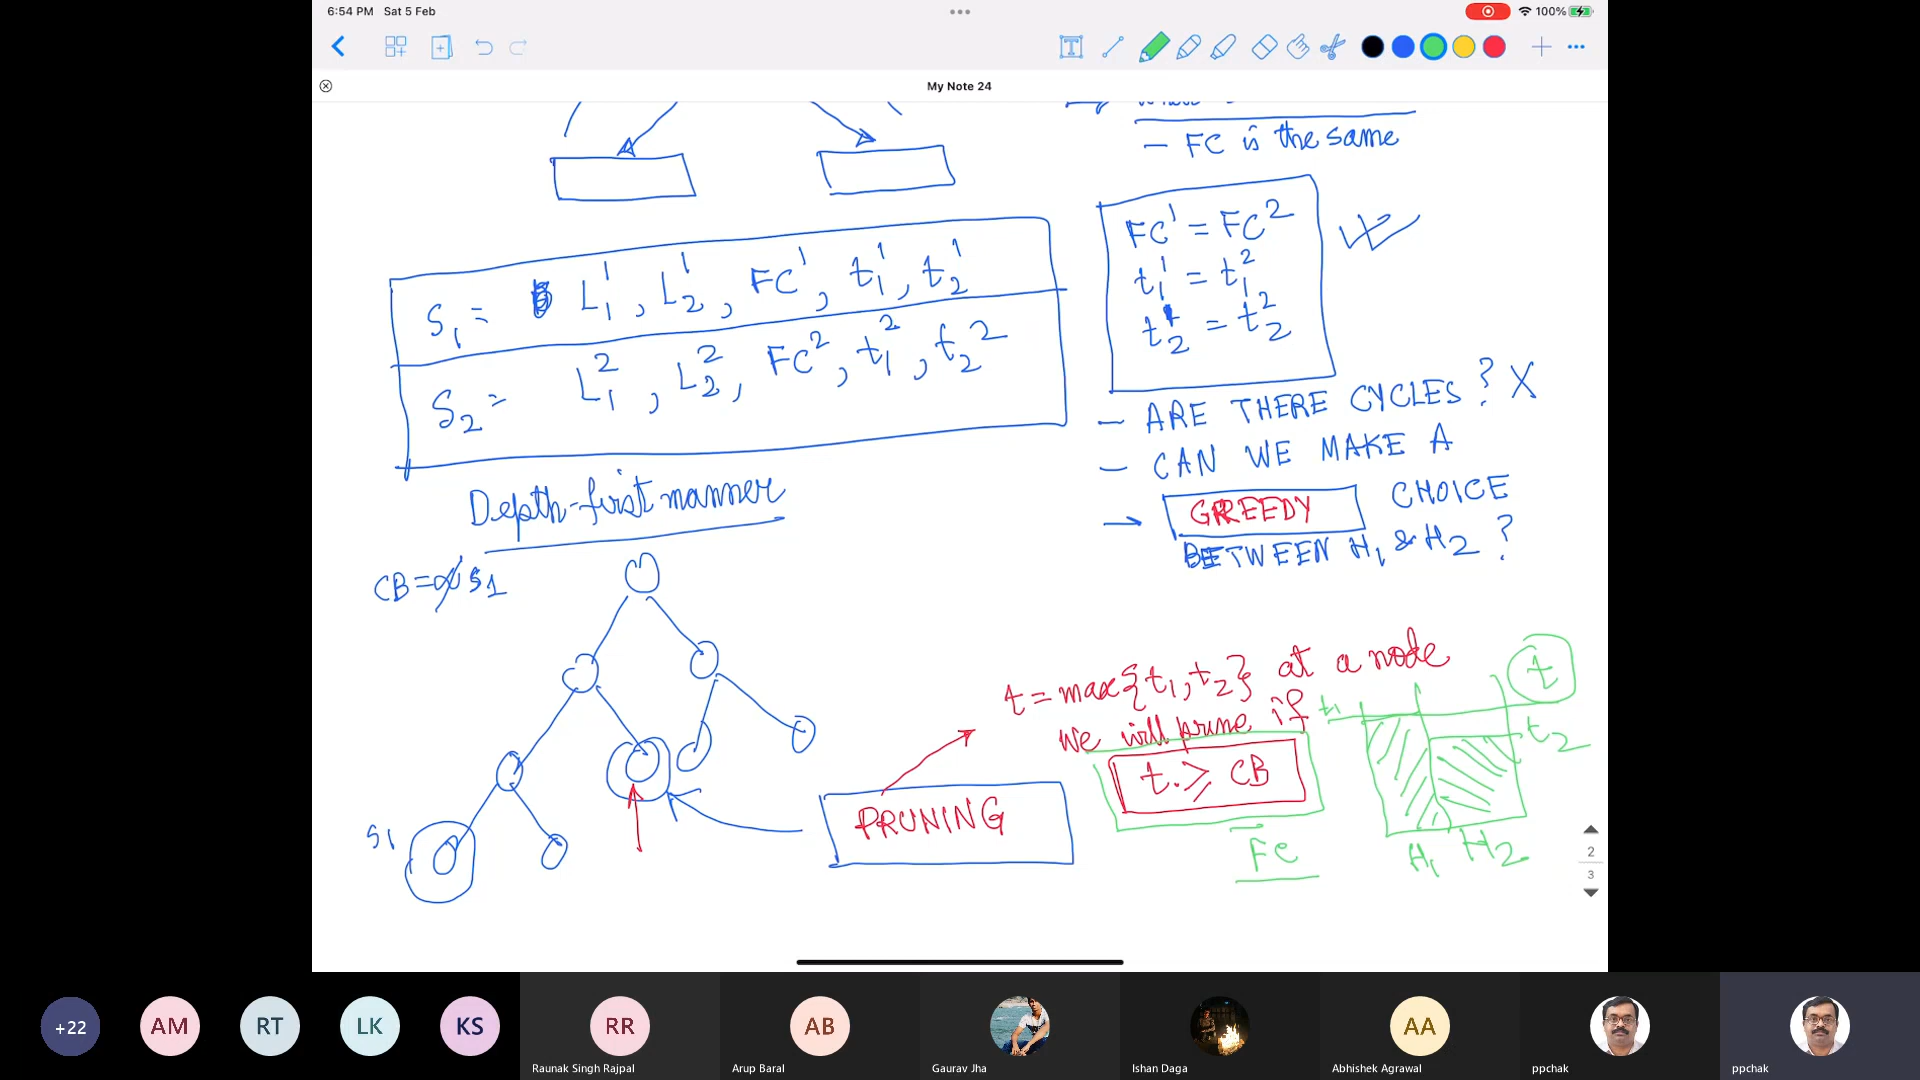 6:54 PM Sat 5 Feb
100%
My Note 24
- FC is the same
FC¹ = FC²
t₁¹ = t₁²
t₂¹ = t₂²
S₁ = L₁¹, L₂¹, FC¹, t₁¹, t₂¹
S₂ = L₁², L₂², FC², t₁², t₂²
- ARE THERE CYCLES? X
- CAN WE MAKE A
→ GREEDY CHOICE
BETWEEN H₁ & H₂ ?
Depth-first manner
CB = ∞ S1
t = max{t₁, t₂} at a node
We will prune if
t ≥ CB
FC
PRUNING
S1
t
t₁
t₂
H₁ H₂
2
3
+22
AM
RT
LK
KS
RR
AB
AA
Raunak Singh Rajpal
Arup Baral
Gaurav Jha
Ishan Daga
Abhishek Agrawal
ppchak
ppchak